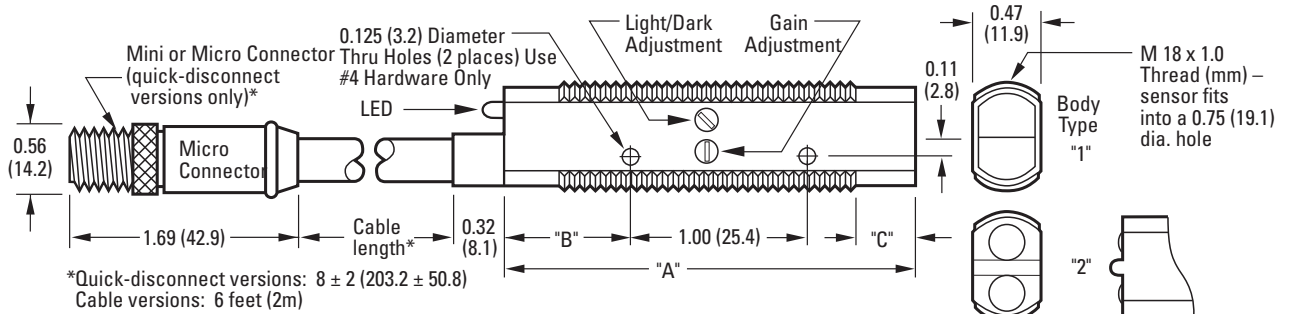 Mini or Micro Connector
(quick-disconnect
versions only)*
0.125 (3.2) Diameter
Thru Holes (2 places) Use
#4 Hardware Only
LED
Light/Dark
Adjustment
Gain
Adjustment
0.47
(11.9)
0.11
(2.8)
M 18 x 1.0
Thread (mm) –
sensor fits
into a 0.75 (19.1)
dia. hole
Body
Type
"1"
0.56
(14.2)
Micro
Connector
1.69 (42.9)
Cable
length*
0.32
(8.1)
"B"
1.00 (25.4)
"C"
"A"
"2"
*Quick-disconnect versions: 8 ± 2 (203.2 ± 50.8)
Cable versions: 6 feet (2m)